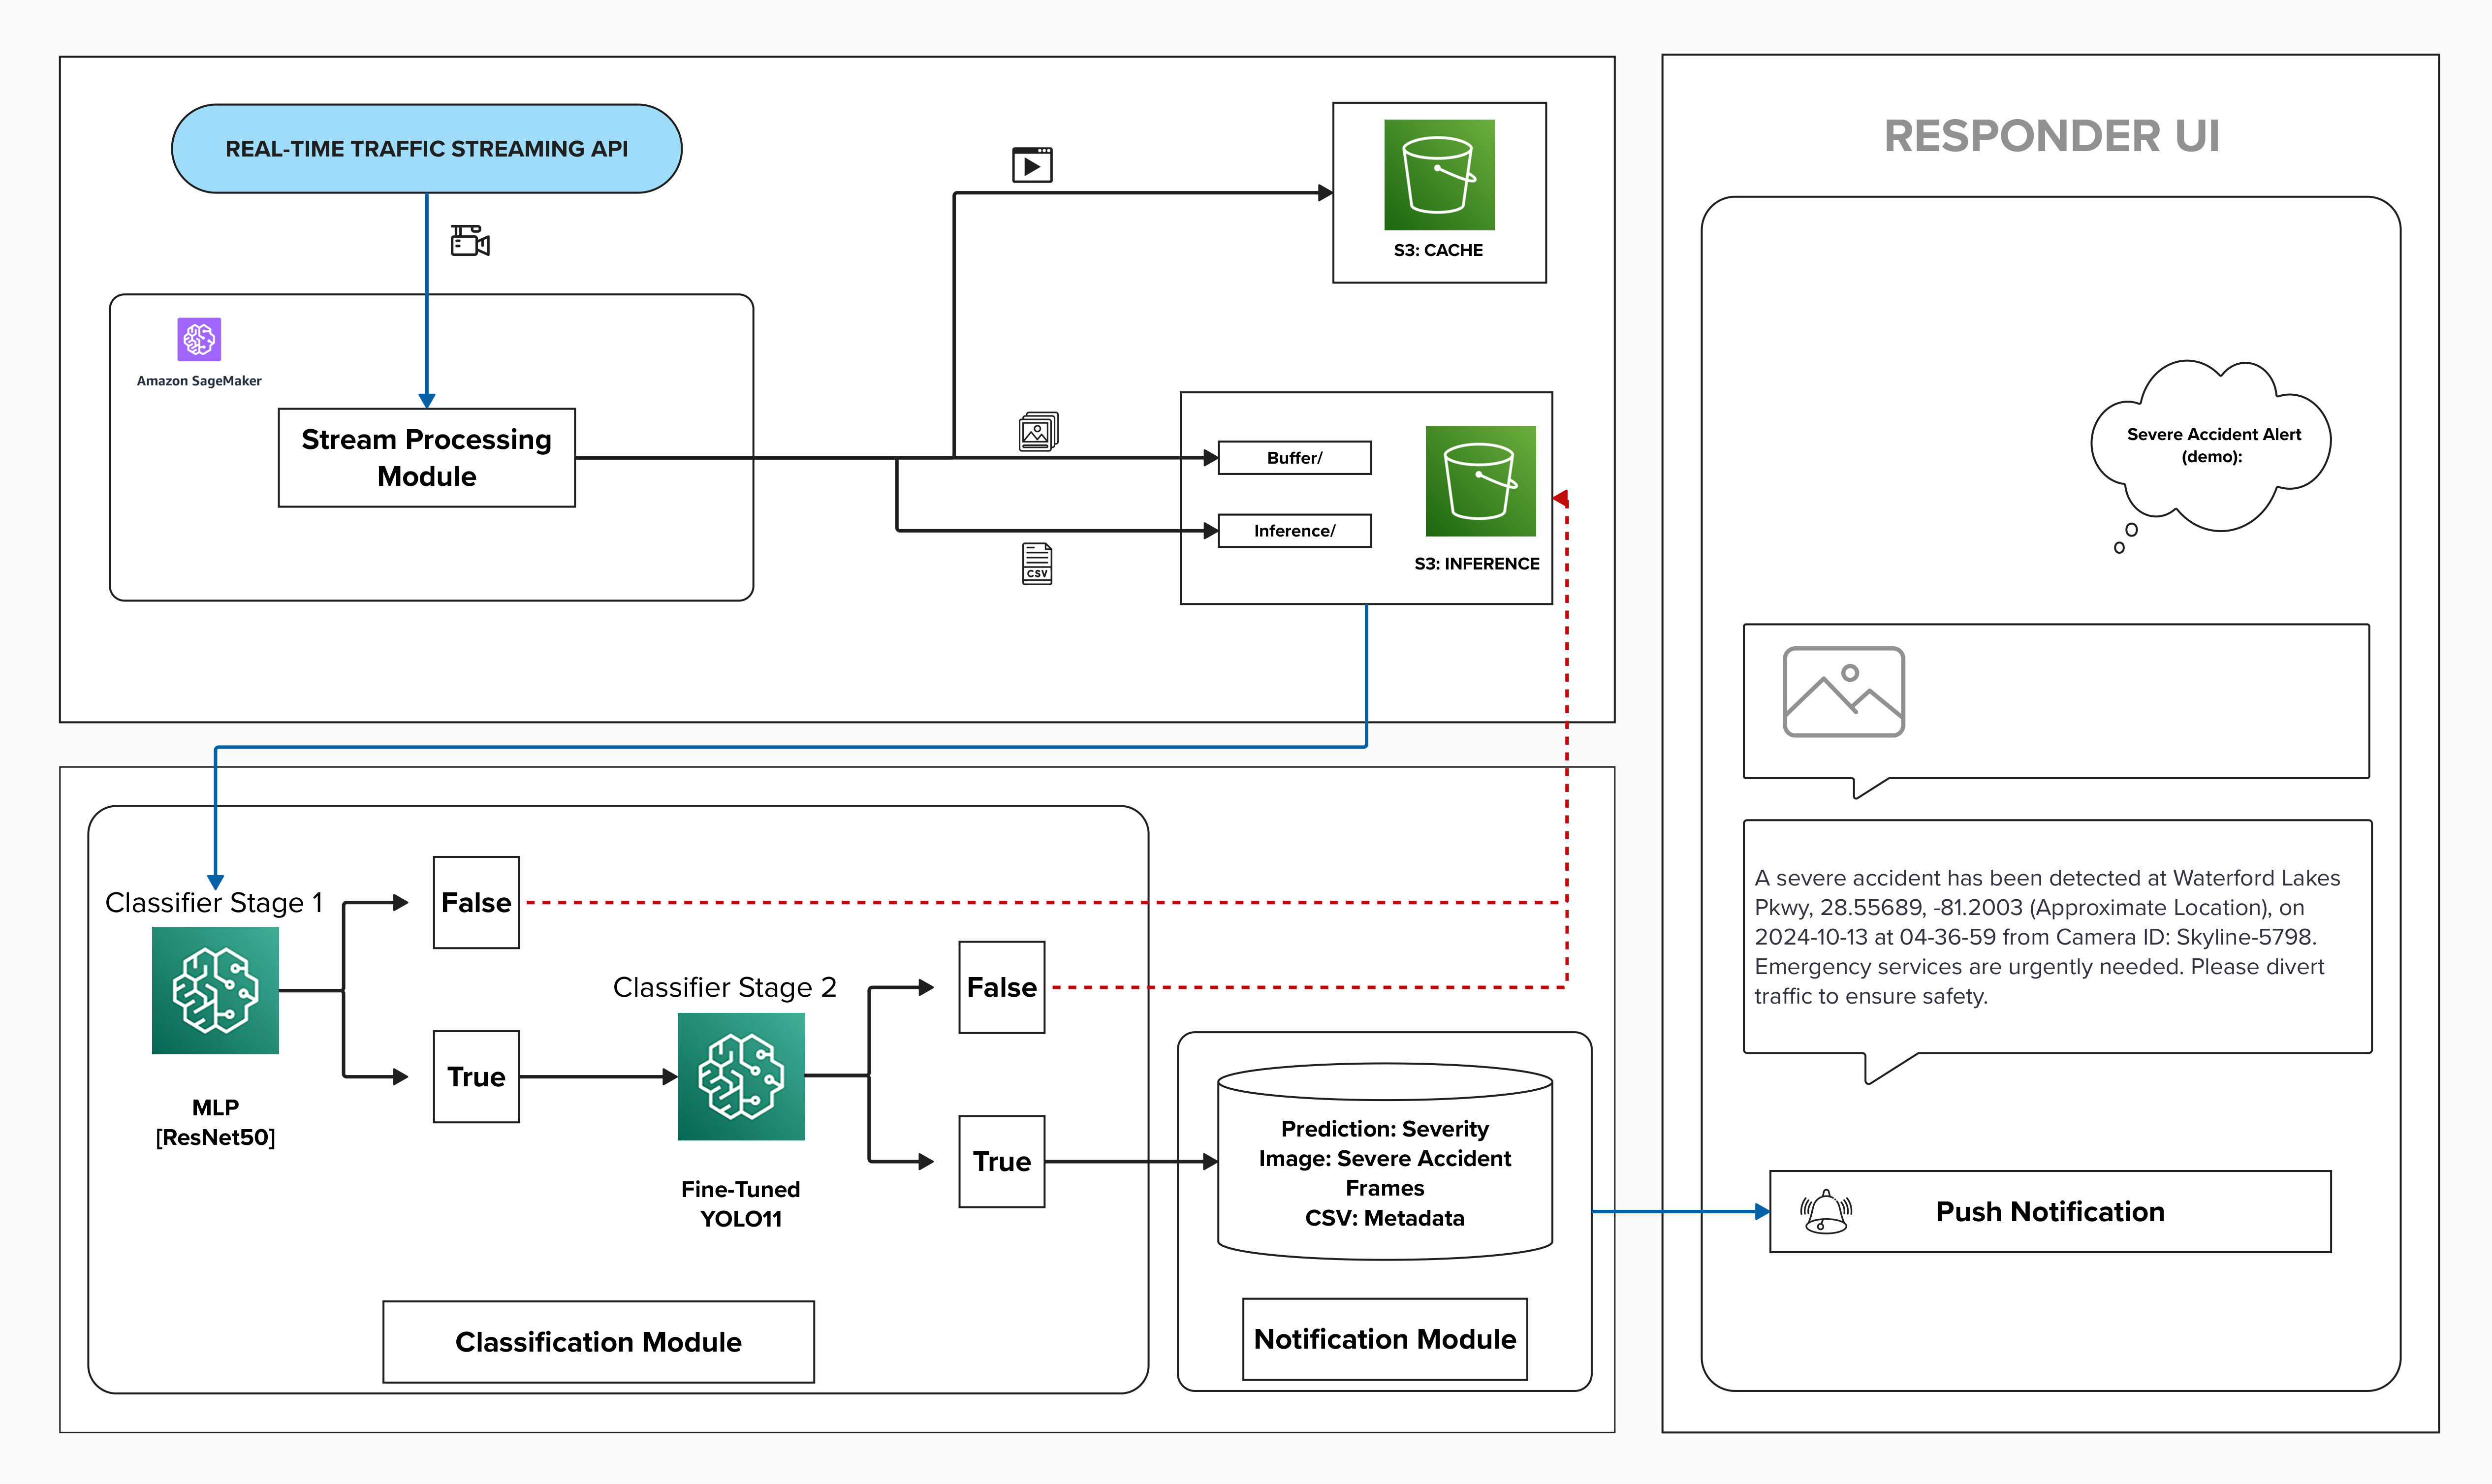 REAL-TIME TRAFFIC STREAMING API
Amazon SageMaker
Stream Processing
Module
S3: CACHE
Buffer/
Inference/
CSV
S3: INFERENCE
Classifier Stage 1
MLP
[ResNet50]
False
True
Classifier Stage 2
Fine-Tuned
YOLO11
False
True
Classification Module
Prediction: Severity
Image: Severe Accident
Frames
CSV: Metadata
Notification Module
RESPONDER UI
Severe Accident Alert
(demo):
A severe accident has been detected at Waterford Lakes
Pkwy, 28.55689, -81.2003 (Approximate Location), on
2024-10-13 at 04-36-59 from Camera ID: Skyline-5798.
Emergency services are urgently needed. Please divert
traffic to ensure safety.
Push Notification